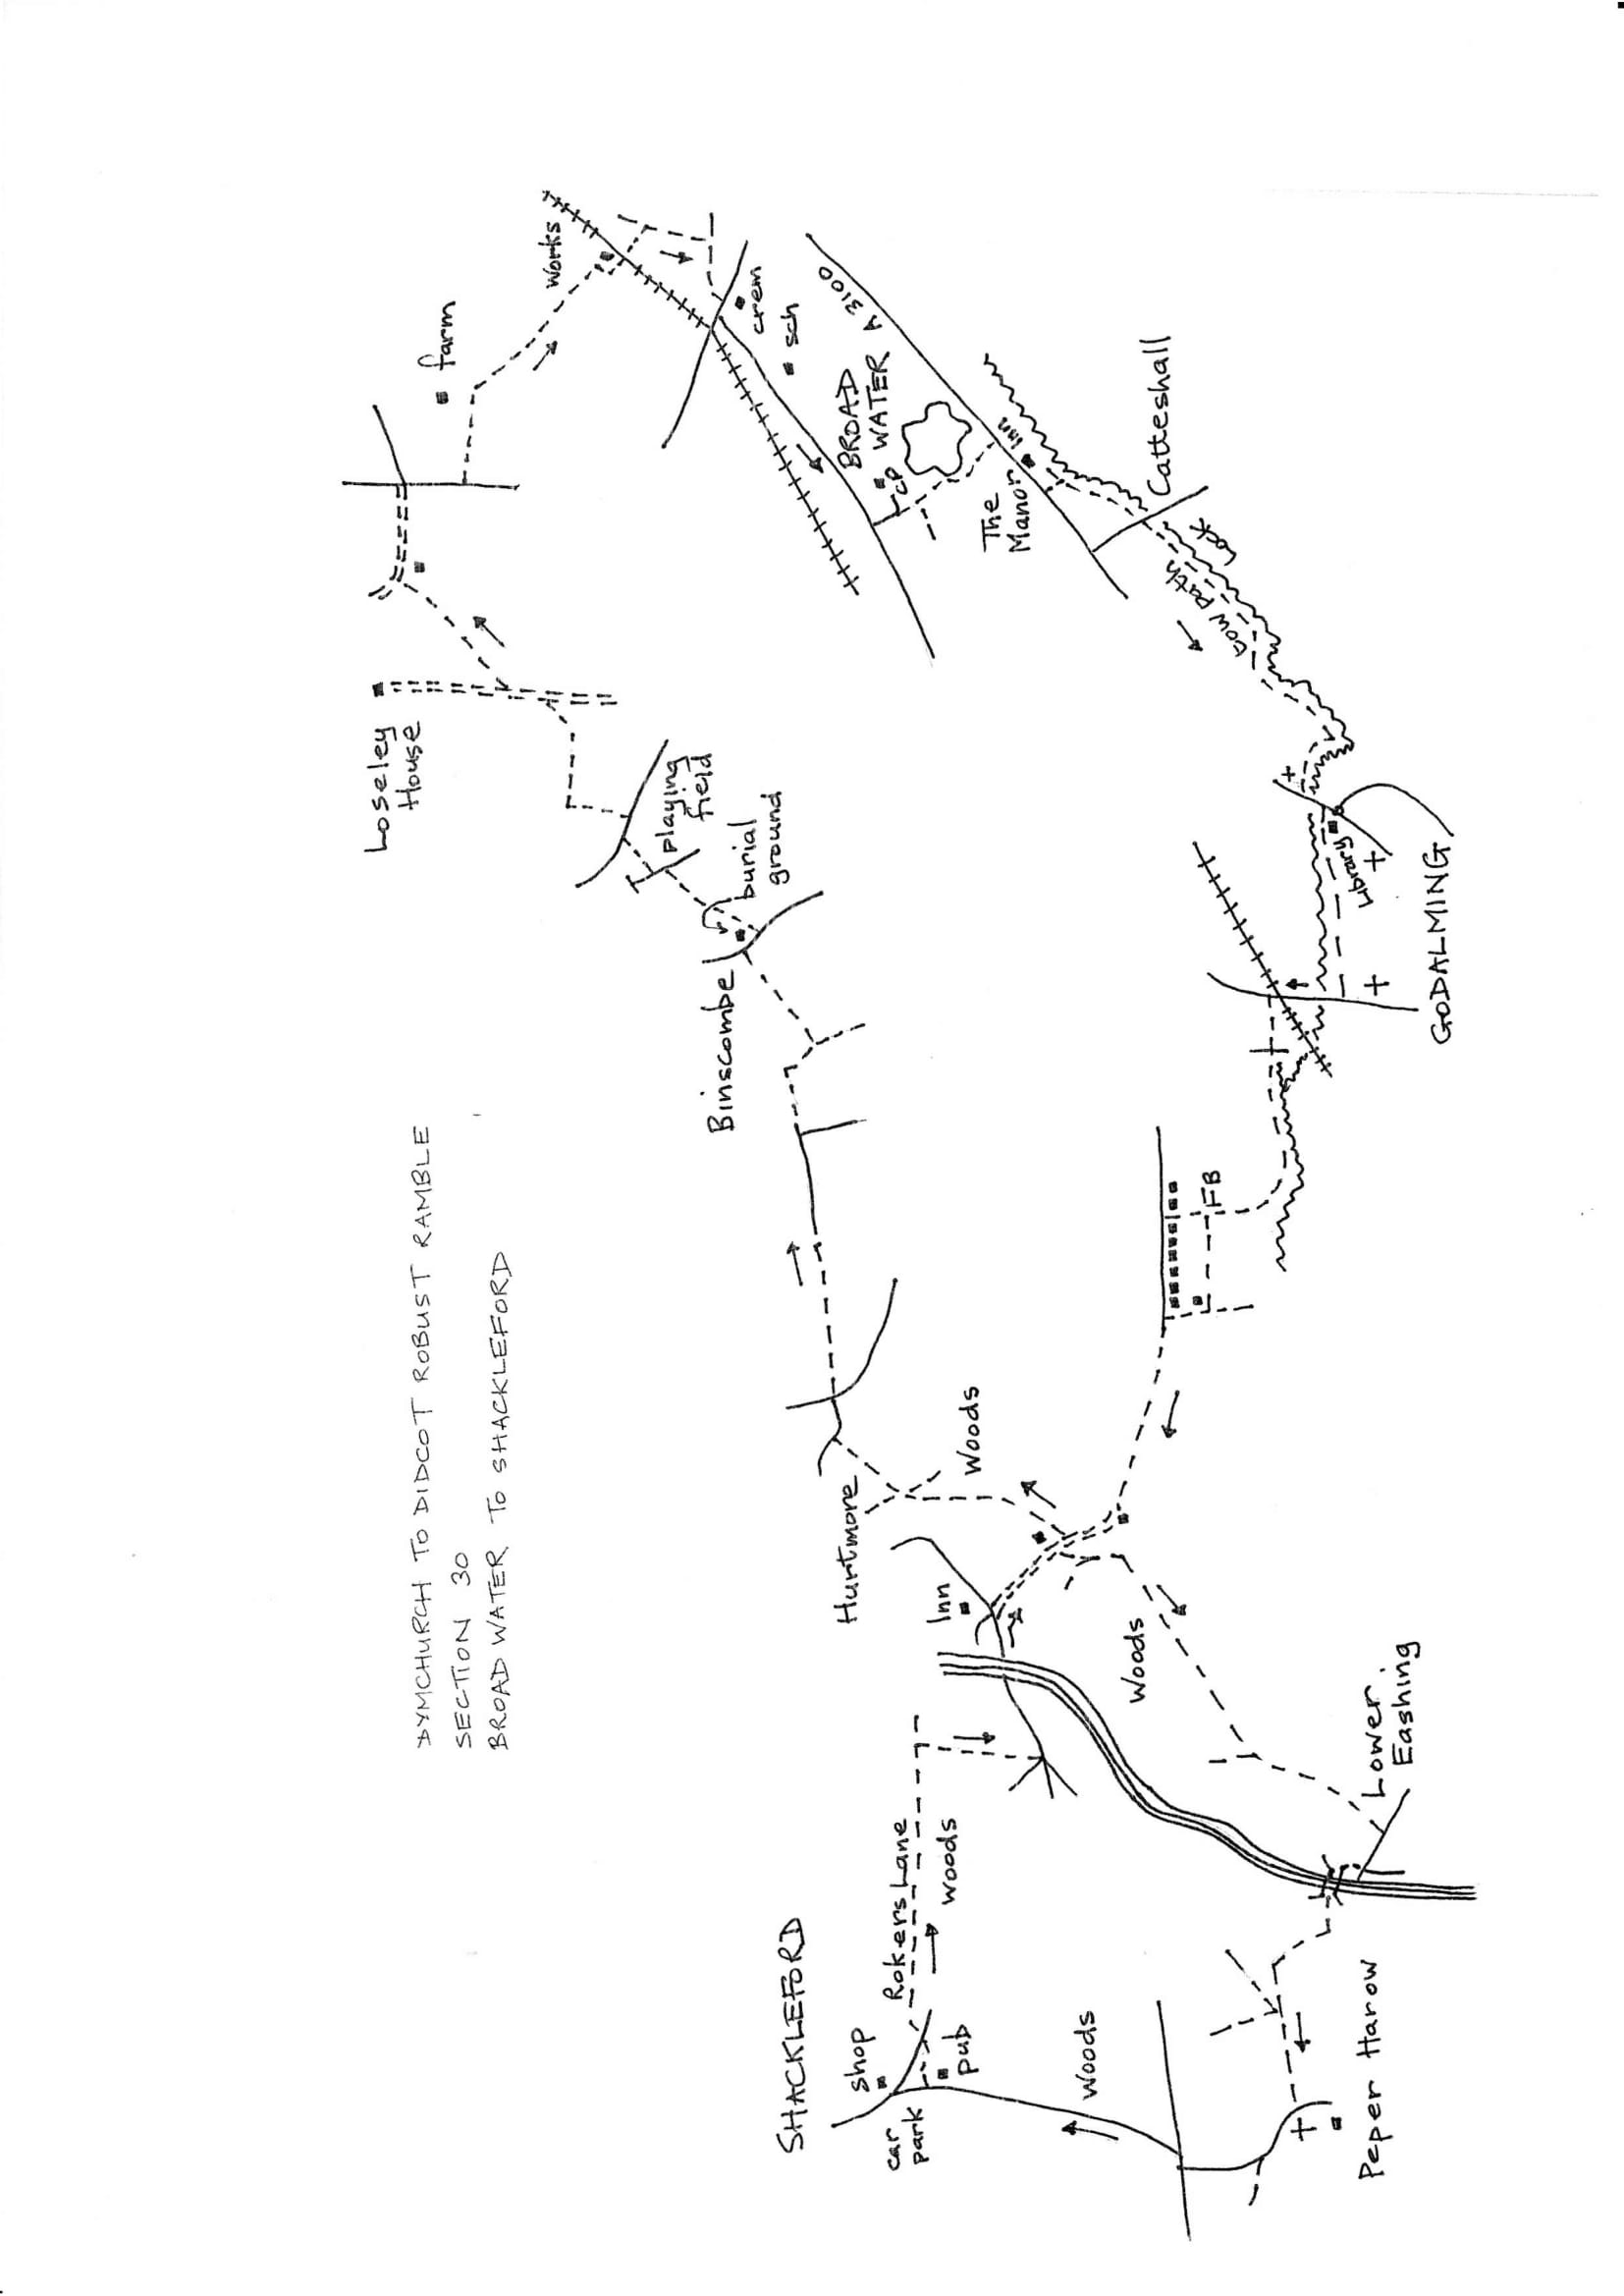 DYMCHURCH TO DIDCOT ROBUST RAMBLE
SECTION 30
BROAD WATER TO SHACKLEFORD
Loseley
House
farm
works
playing
field
Binscombe
burial
ground
crem
sch
SHACKLEFORD
shop
car
park
Rokers Lane
woods
pub
Hurtmore
Inn
Woods
BROAD
WATER
A 3100
CP
The
Manor
Inn
Woods
Woods
Catteshall
tow path
Lock
FB
Library
Peper Harow
Lower
Eashing
GODALMING